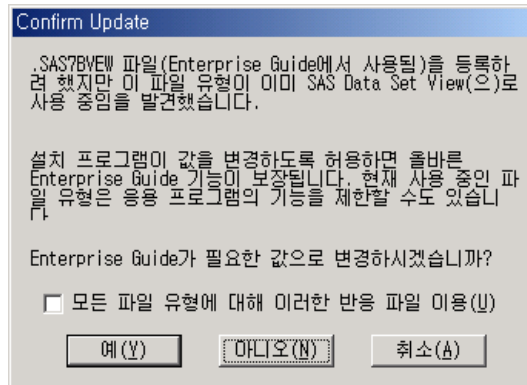 Confirm Update
.SAS7BVEW 파일(Enterprise Guide에서 사용됨)을 등록하
려 했지만 이 파일 유형이 이미 SAS Data Set View(으)로
사용 중임을 발견했습니다.
설치 프로그램이 값을 변경하도록 허용하면 올바른
Enterprise Guide 기능이 보장됩니다. 현재 사용 중인 파
일 유형은 응용 프로그램의 기능을 제한할 수도 있습니
다.
Enterprise Guide가 필요한 값으로 변경하시겠습니까?
모든 파일 유형에 대해 이러한 반응 파일 이용(U)
예(Y)
아니오(N)
취소(A)